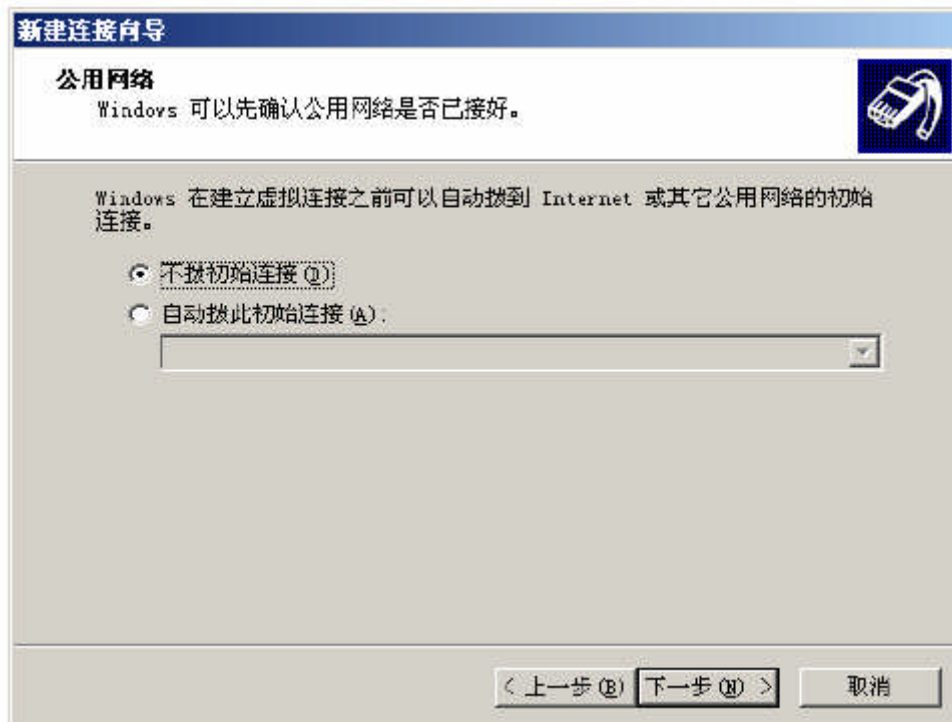 新建连接向导
公用网络
Windows 可以先确认公用网络是否已接好。
Windows 在建立虚拟连接之前可以自动拨到 Internet 或其它公用网络的初始
连接。
不拨初始连接(D)
自动拨此初始连接(A):
< 上一步(B) 下一步(N) > 取消